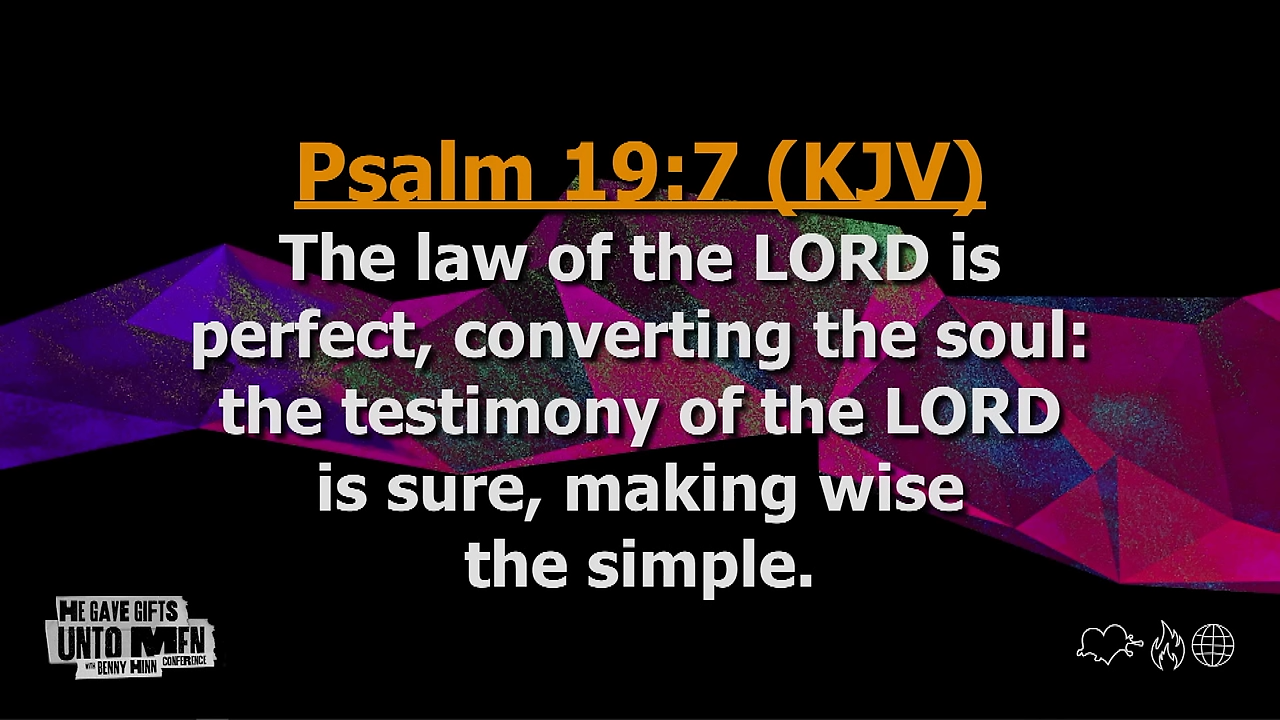 Psalm 19:7 (KJV)
The law of the LORD is
perfect, converting the soul:
the testimony of the LORD
is sure, making wise
the simple.
HE GAVE GIFTS
UNTO MEN
WITH BENNY HINN CONFERENCE